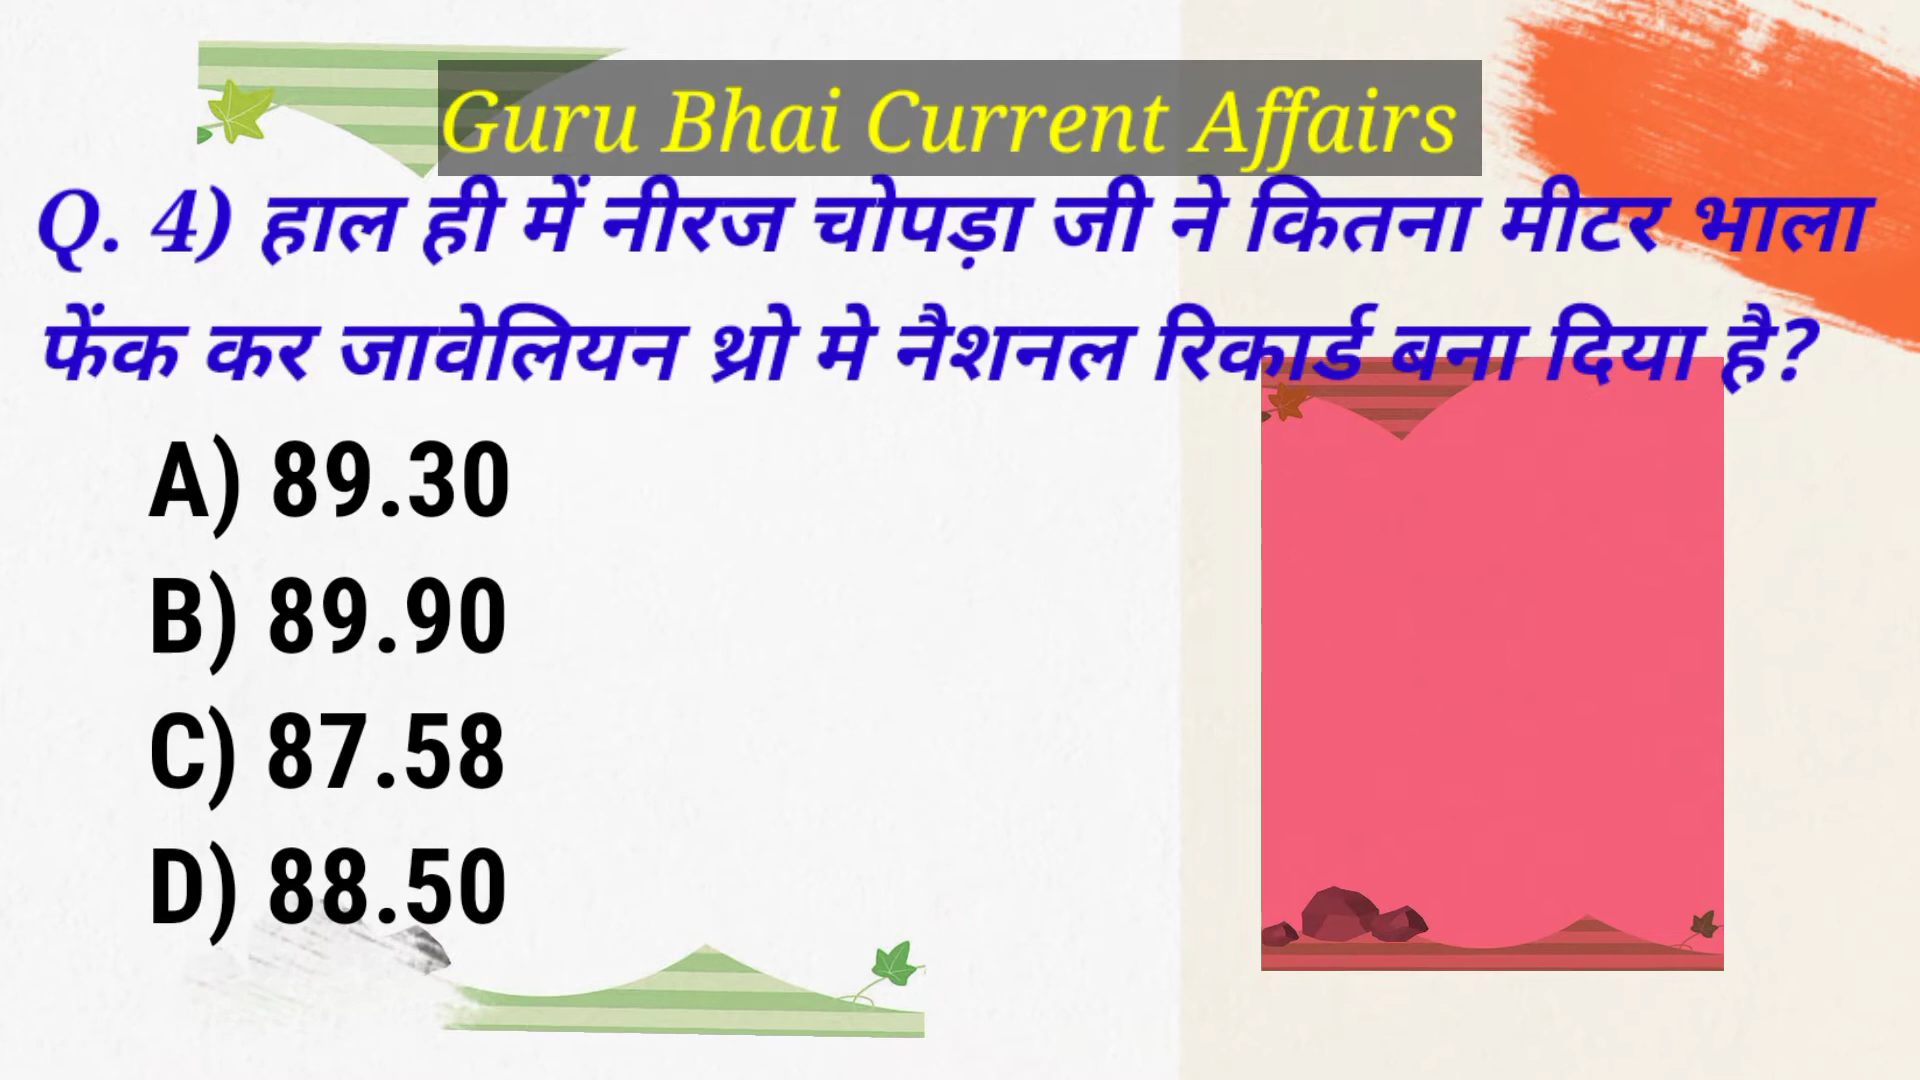 Guru Bhai Current Affairs
Q. 4) हाल ही में नीरज चोपड़ा जी ने कितना मीटर भाला
फेंक कर जावेलियन थ्रो मे नैशनल रिकार्ड बना दिया है?
A) 89.30
B) 89.90
C) 87.58
D) 88.50